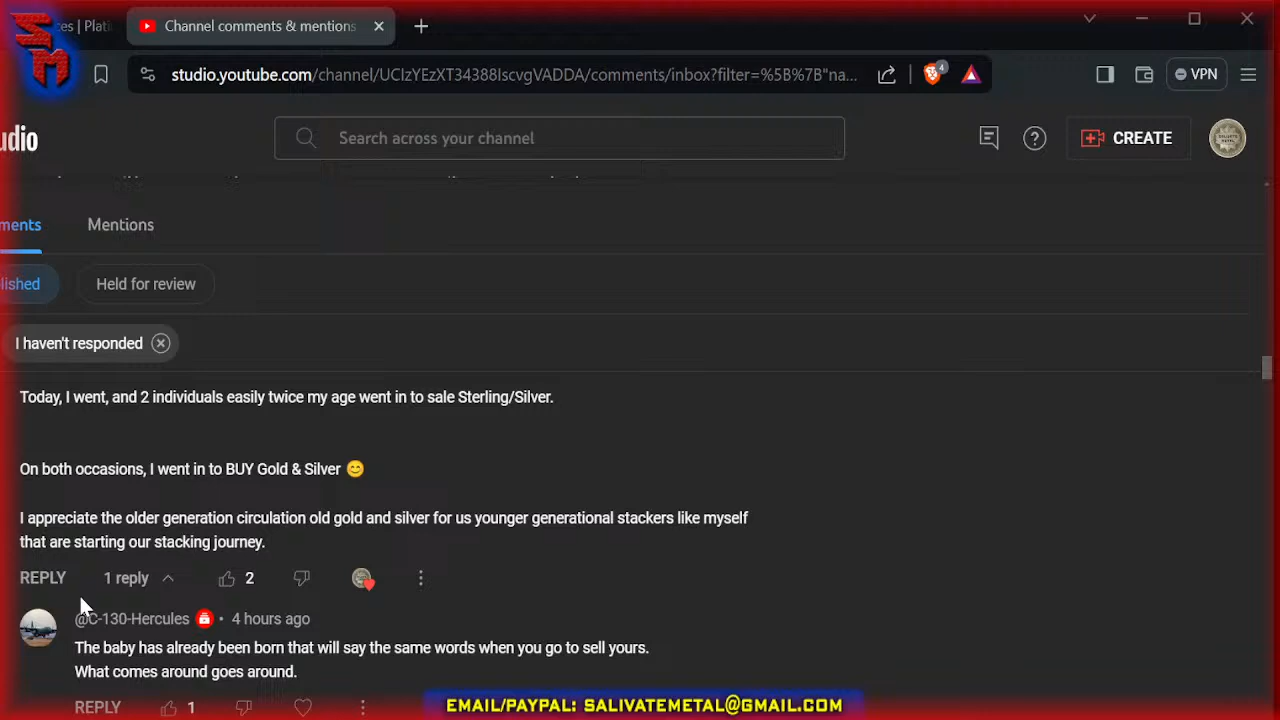 SM
ces | Plati
Channel comments & mentions
studio.youtube.com/channel/UCIzYEzXT34388IscvgVADDA/comments/inbox?filter=%5B%7B"na...
4
VPN
udio
Search across your channel
CREATE
ments
Mentions
lished
Held for review
I haven't responded
Today, I went, and 2 individuals easily twice my age went in to sale Sterling/Silver.
On both occasions, I went in to BUY Gold & Silver 😊
I appreciate the older generation circulation old gold and silver for us younger generational stackers like myself
that are starting our stacking journey.
REPLY
1 reply
2
@C-130-Hercules • 4 hours ago
The baby has already been born that will say the same words when you go to sell yours.
What comes around goes around.
REPLY
1
EMAIL/PAYPAL: SALIVATEMETAL@GMAIL.COM